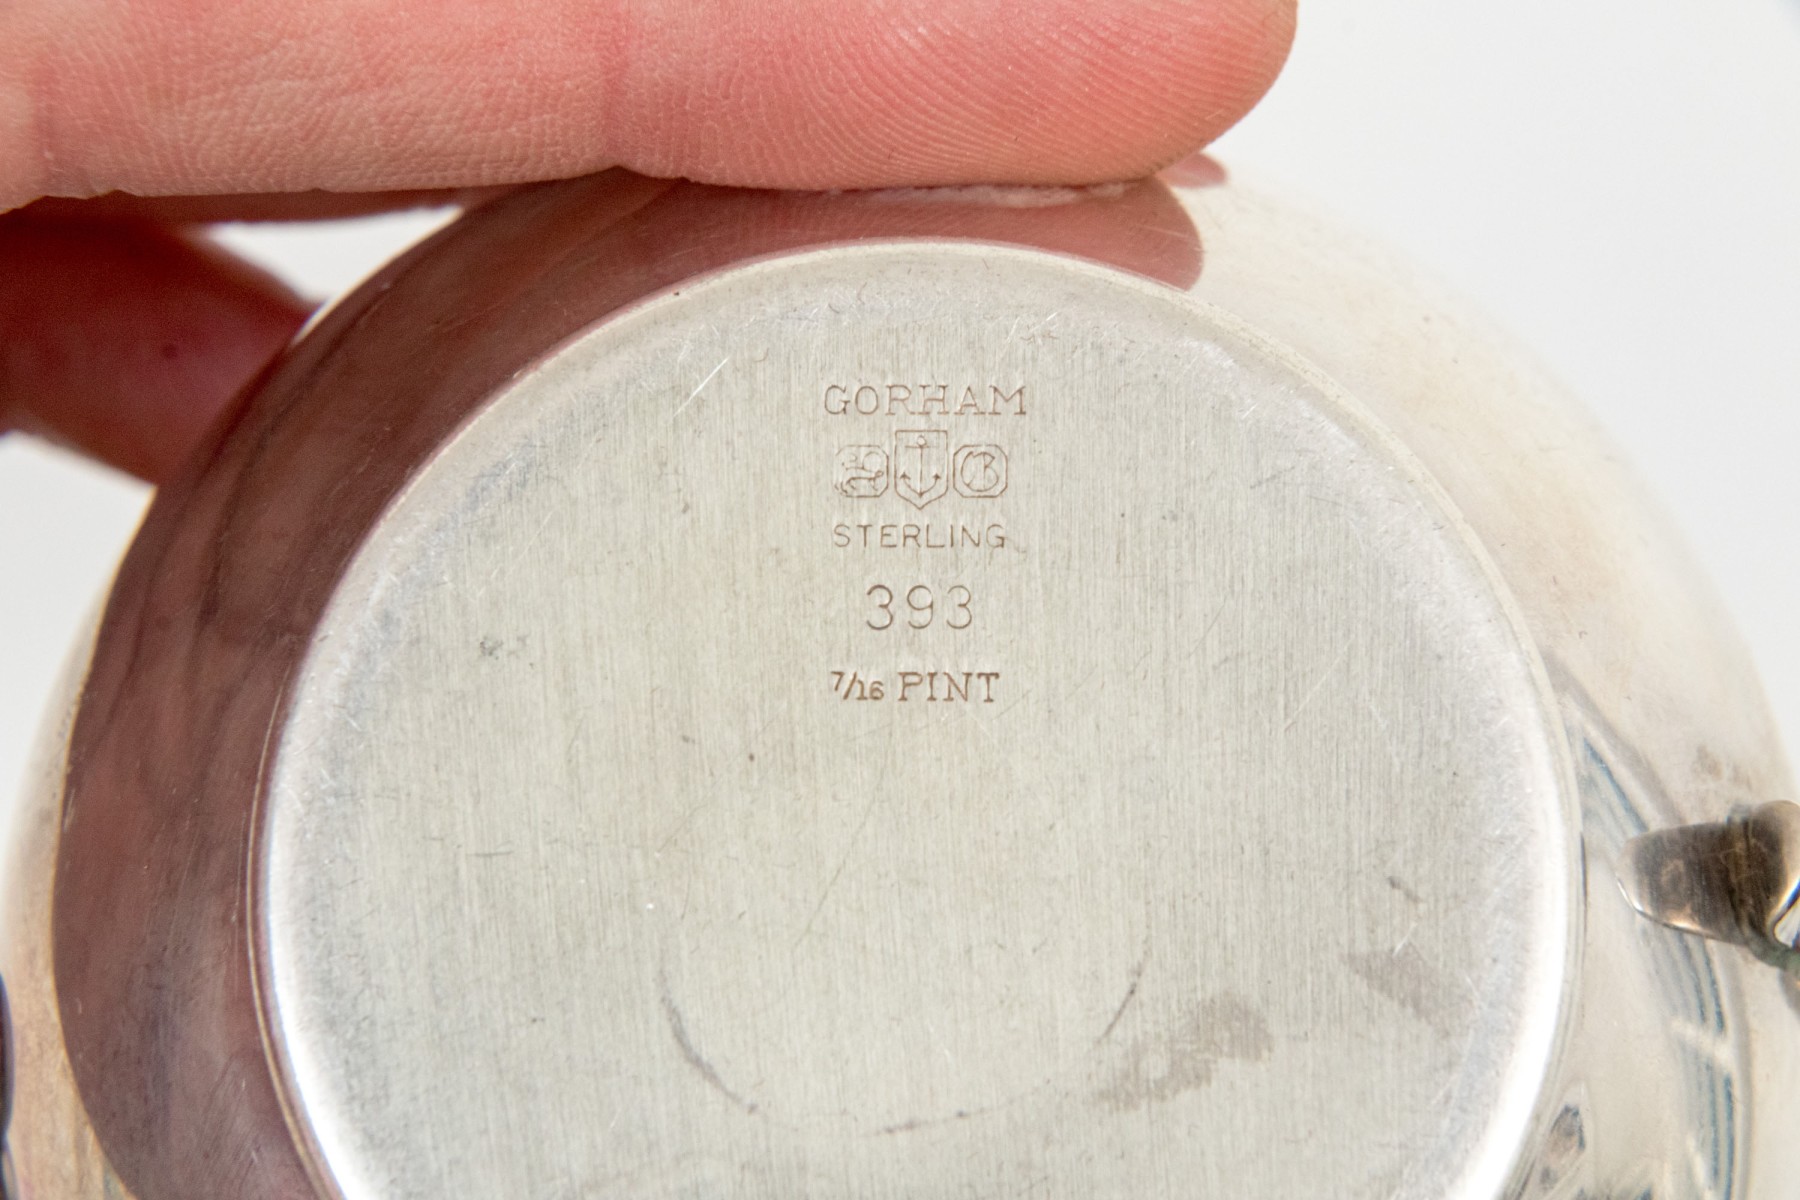 GORHAM
STERLING
393
7/16 PINT